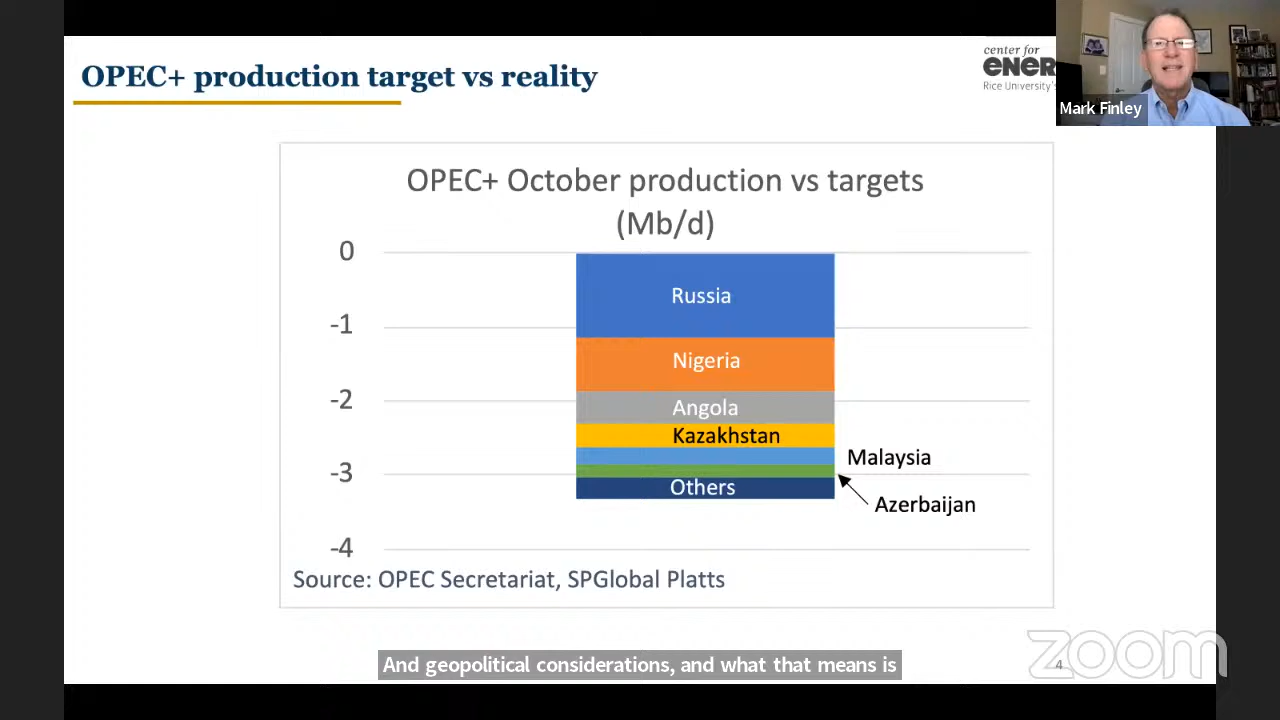 OPEC+ production target vs reality
center for
ENER
Rice University's
Mark Finley
OPEC+ October production vs targets
(Mb/d)
0
-1
-2
-3
-4
Russia
Nigeria
Angola
Kazakhstan
Malaysia
Others
Azerbaijan
Source: OPEC Secretariat, SPGlobal Platts
And geopolitical considerations, and what that means is
zoom
4